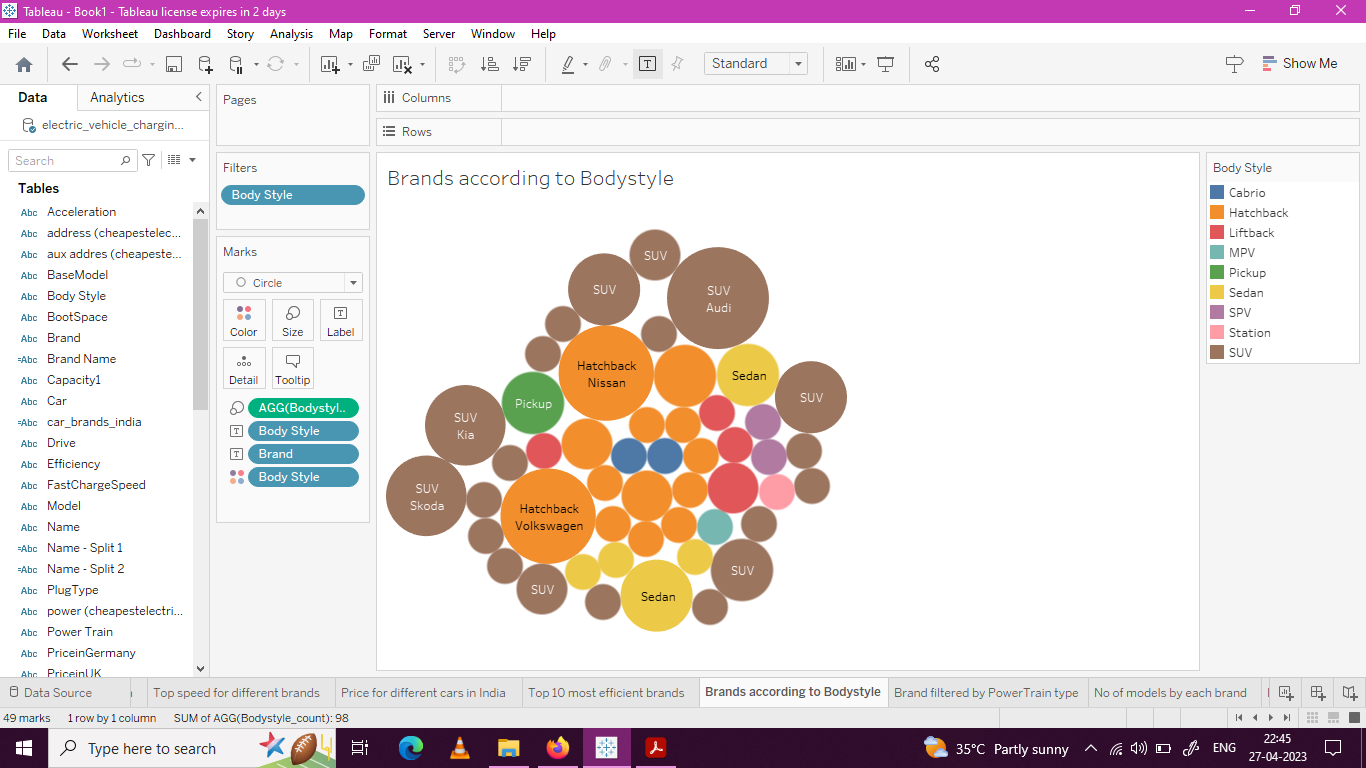 Tableau - Book1 - Tableau license expires in 2 days
File Data Worksheet Dashboard Story Analysis Map Format Server Window Help
Standard
Show Me
Data Analytics
electric_vehicle_chargin...
Search
Tables
Abc Acceleration
Abc address (cheapestelec...
Abc aux addres (cheapeste...
Abc BaseModel
Abc Body Style
Abc BootSpace
Abc Brand
=Abc Brand Name
Abc Capacity1
Abc Car
=Abc car_brands_india
Abc Drive
Abc Efficiency
Abc FastChargeSpeed
Abc Model
Abc Name
=Abc Name - Split 1
=Abc Name - Split 2
Abc PlugType
Abc power (cheapestelectri...
Abc Power Train
Abc PriceinGermany
Abc PriceinUK
Pages
Filters
Body Style
Marks
Circle
Color Size Label
Detail Tooltip
AGG(Bodystyl..
Body Style
Brand
Body Style
Columns
Rows
Brands according to Bodystyle
SUV
SUV
SUV
Audi
Hatchback
Nissan
Sedan
SUV
Pickup
SUV
Kia
SUV
Skoda
Hatchback
Volkswagen
SUV
SUV
Sedan
Body Style
Cabrio
Hatchback
Liftback
MPV
Pickup
Sedan
SPV
Station
SUV
Data Source Top speed for different brands Price for different cars in India Top 10 most efficient brands Brands according to Bodystyle Brand filtered by PowerTrain type No of models by each brand
49 marks 1 row by 1 column SUM of AGG(Bodystyle_count): 98
Type here to search
35°C Partly sunny
ENG
22:45
27-04-2023